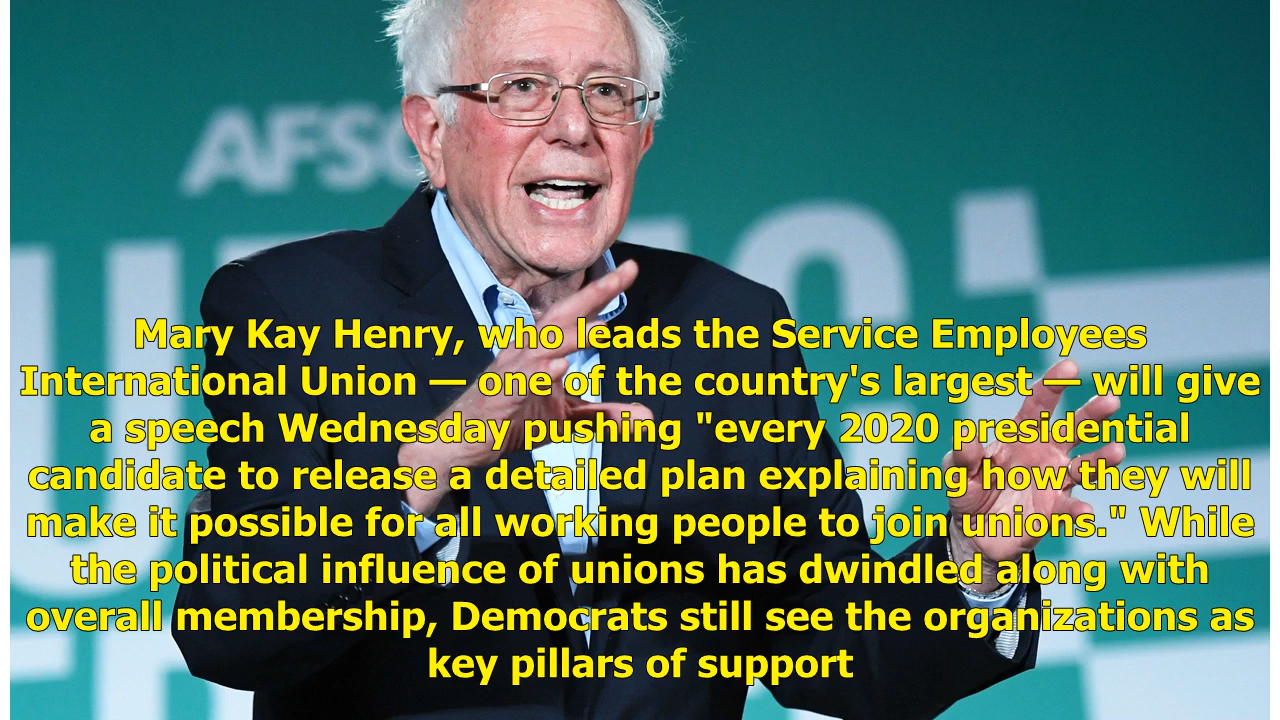 AFSC
Mary Kay Henry, who leads the Service Employees
International Union — one of the country's largest — will give
a speech Wednesday pushing "every 2020 presidential
candidate to release a detailed plan explaining how they will
make it possible for all working people to join unions." While
the political influence of unions has dwindled along with
overall membership, Democrats still see the organizations as
key pillars of support